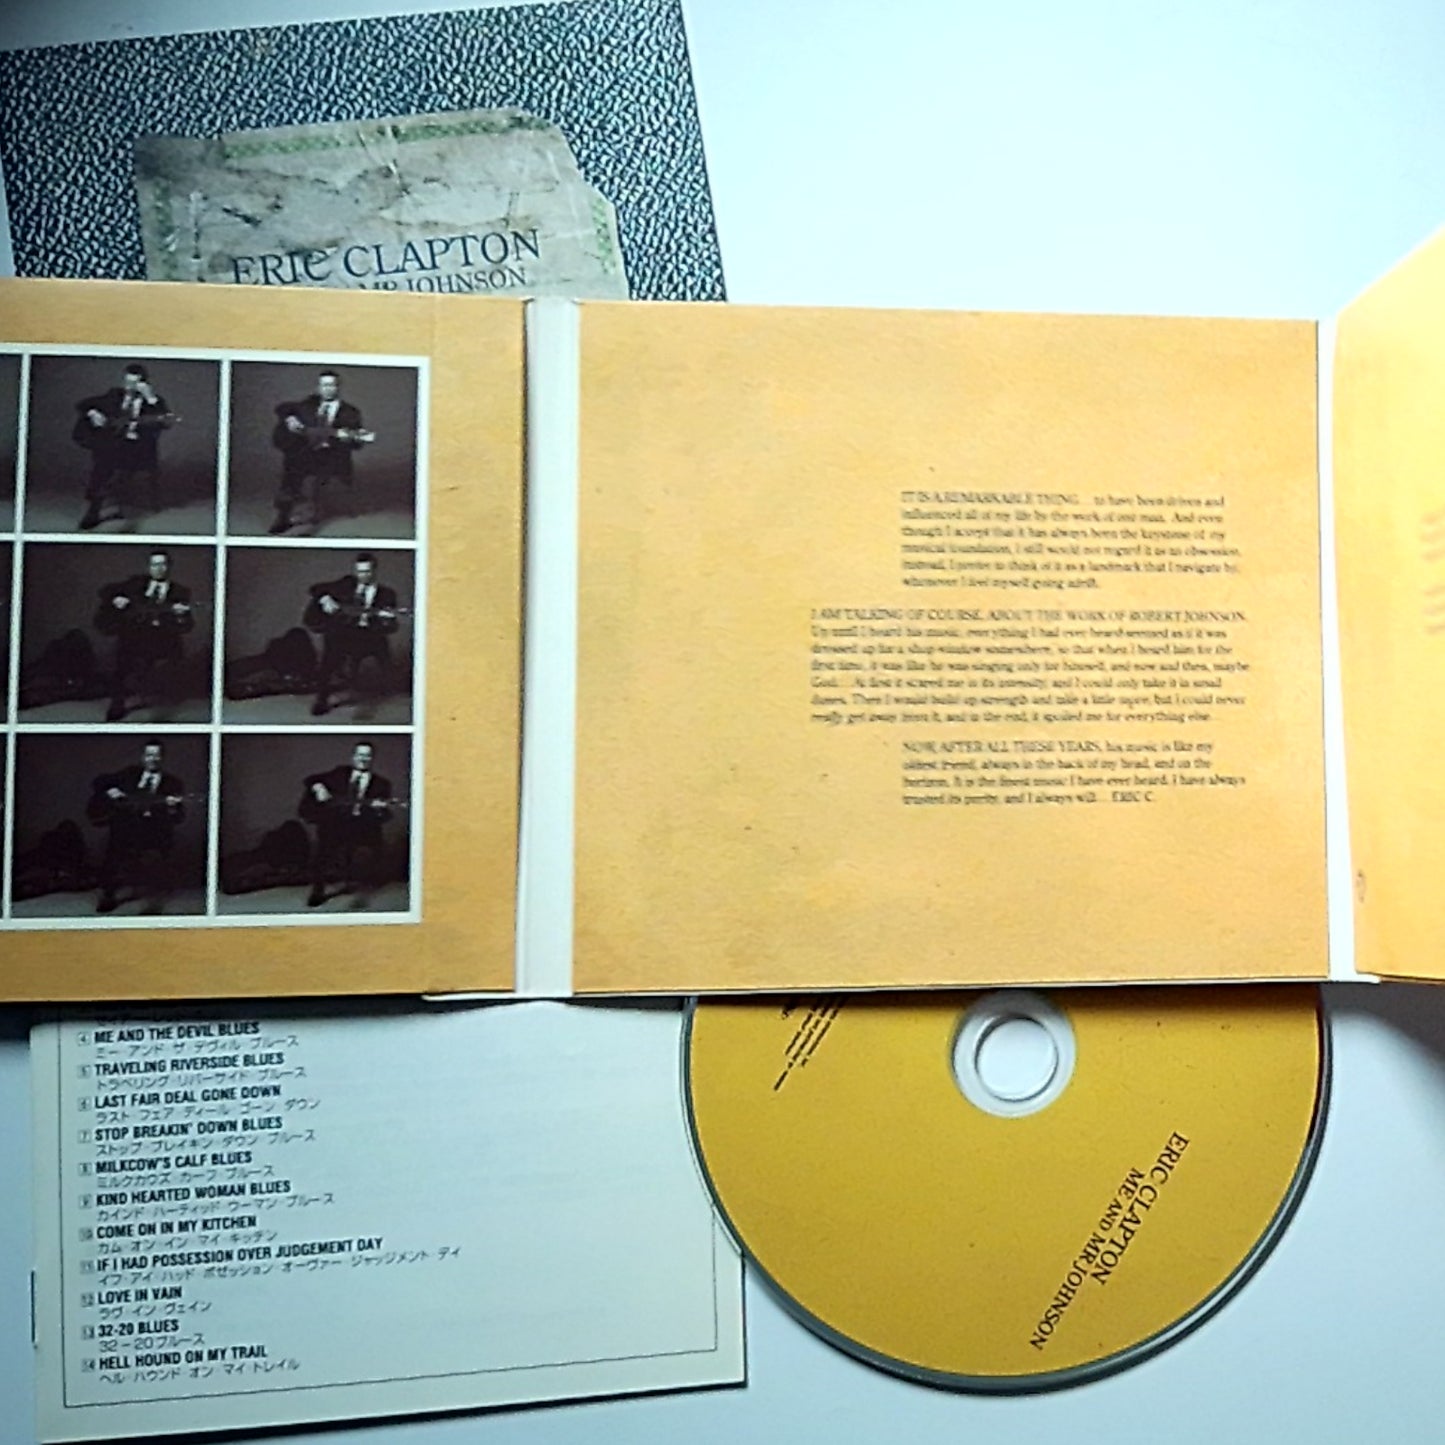 ERIC CLAPTON
MR JOHNSON
IT IS A REMARKABLE THING... to have been driven and
influenced all of my life by the work of one man. And even
though I accept that it has always been the keystone of my
musical foundation, I still would not regard it as an obsession,
instead, I prefer to think of it as a landmark that I navigate by,
whenever I feel myself going adrift.
I AM TALKING OF COURSE, ABOUT THE WORK OF ROBERT JOHNSON.
Up until I heard his music, everything I had ever heard seemed as if it was
dressed up for a shop window somewhere, so that when I heard him for the
first time, it was like he was singing only for himself, and now and then, maybe
God... At first it scared me in its intensity, and I could only take it in small
doses. Then I would build up strength and take a little more, but I could never
really get away from it, and in the end, it spoiled me for everything else...
NOW, AFTER ALL THESE YEARS, his music is like my
oldest friend, always in the back of my head, and on the
horizon. It is the finest music I have ever heard. I have always
trusted its purity, and I always will... ERIC C.
4 ME AND THE DEVIL BLUES
ミー・アンド・ザ・デヴィル・ブルース
5 TRAVELING RIVERSIDE BLUES
トラベリング・リバーサイド・ブルース
6 LAST FAIR DEAL GONE DOWN
ラスト・フェア・ディール・ゴーン・ダウン
7 STOP BREAKIN' DOWN BLUES
ストップ・ブレイキン・ダウン・ブルース
8 MILKCOW'S CALF BLUES
ミルクカウズ・カーフ・ブルース
9 KIND HEARTED WOMAN BLUES
カインド・ハーティッド・ウーマン・ブルース
10 COME ON IN MY KITCHEN
カム・オン・イン・マイ・キッチン
11 IF I HAD POSSESSION OVER JUDGEMENT DAY
イフ・アイ・ハッド・ポゼッション・オーヴァー・ジャッジメント・デイ
12 LOVE IN VAIN
ラヴ・イン・ヴェイン
13 32-20 BLUES
32-20ブルース
14 HELL HOUND ON MY TRAIL
ヘル・ハウンド・オン・マイ・トレイル
ERIC CLAPTON
ME AND MR JOHNSON